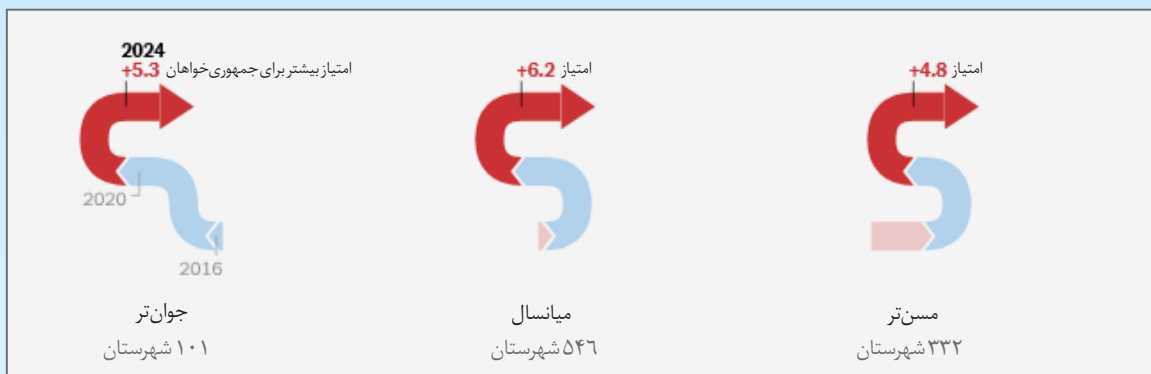 2024
+5.3 امتیاز بیشتر برای جمهوری‌خواهان
2020
2016
جوان‌تر
۱۰۱ شهرستان
+6.2 امتیاز
میانسال
۵۴۶ شهرستان
+4.8 امتیاز
مسن‌تر
۳۳۲ شهرستان